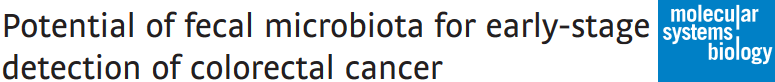 Potential of fecal microbiota for early-stage
detection of colorectal cancer
molecular
systems
biology